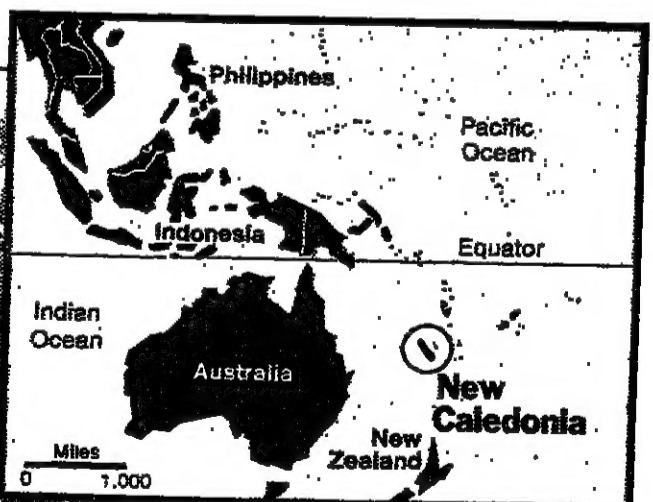 Philippines
Pacific
Ocean
Indonesia
Equator
Indian
Ocean
Australia
New
Caledonia
New
Zealand
Miles
0 1,000